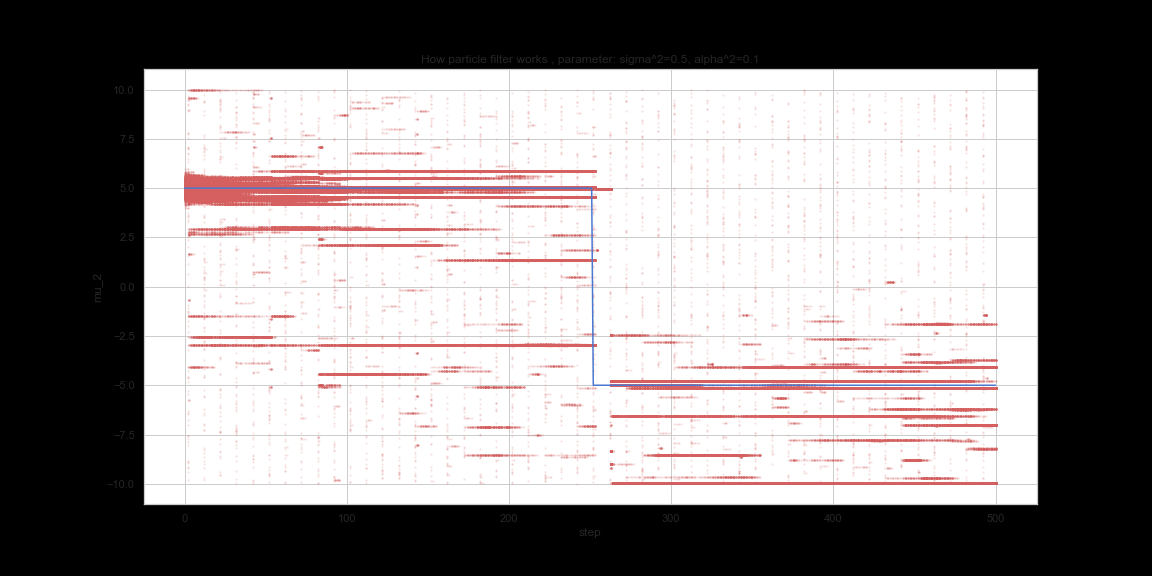 How particle filter works , parameter: sigma^2=0.5, alpha^2=0.1
10.0
7.5
5.0
2.5
0.0
−2.5
−5.0
−7.5
−10.0
mu_2
0 100 200 300 400 500
step